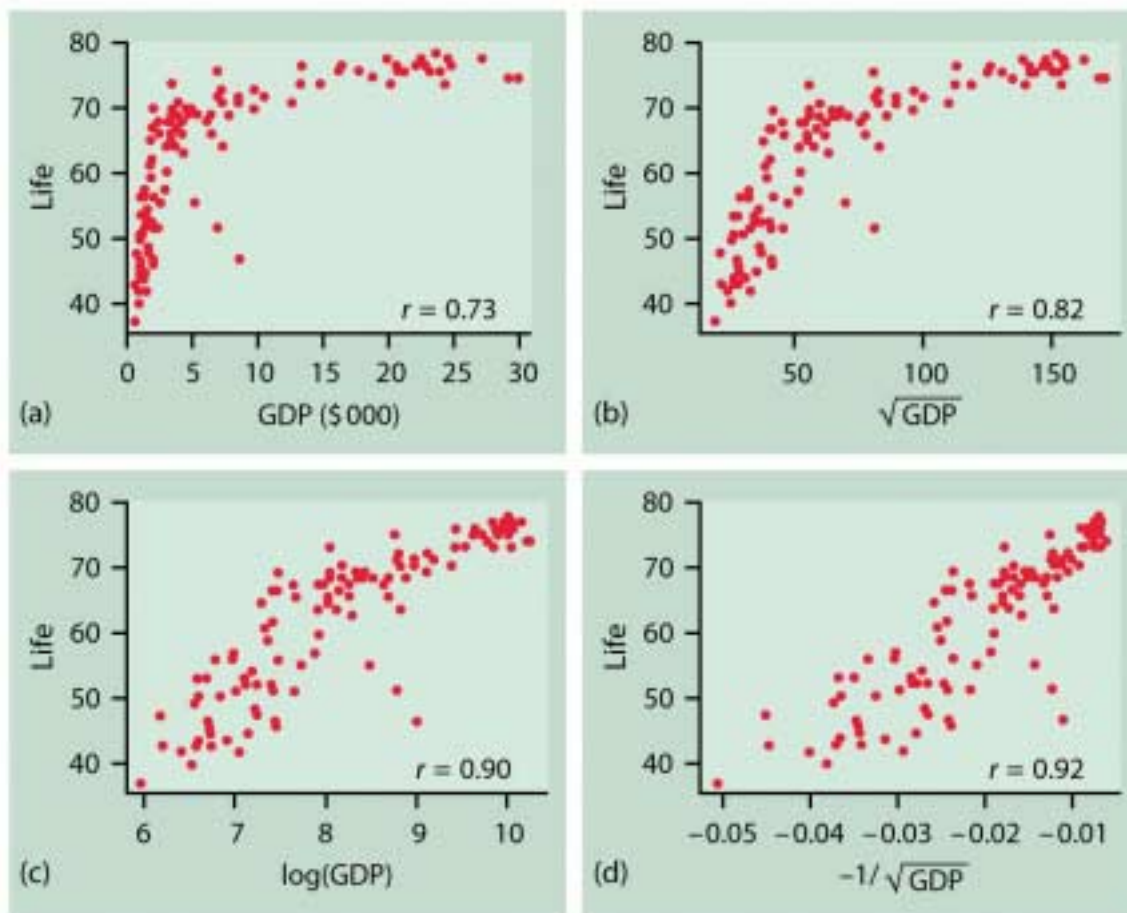 80
70
60
50
40
Life
r = 0.73
0 5 10 15 20 25 30
(a) GDP ($ 000)
80
70
60
50
40
Life
r = 0.82
50 100 150
(b) √GDP
80
70
60
50
40
Life
r = 0.90
6 7 8 9 10
(c) log(GDP)
80
70
60
50
40
Life
r = 0.92
−0.05 −0.04 −0.03 −0.02 −0.01
(d) −1/√GDP